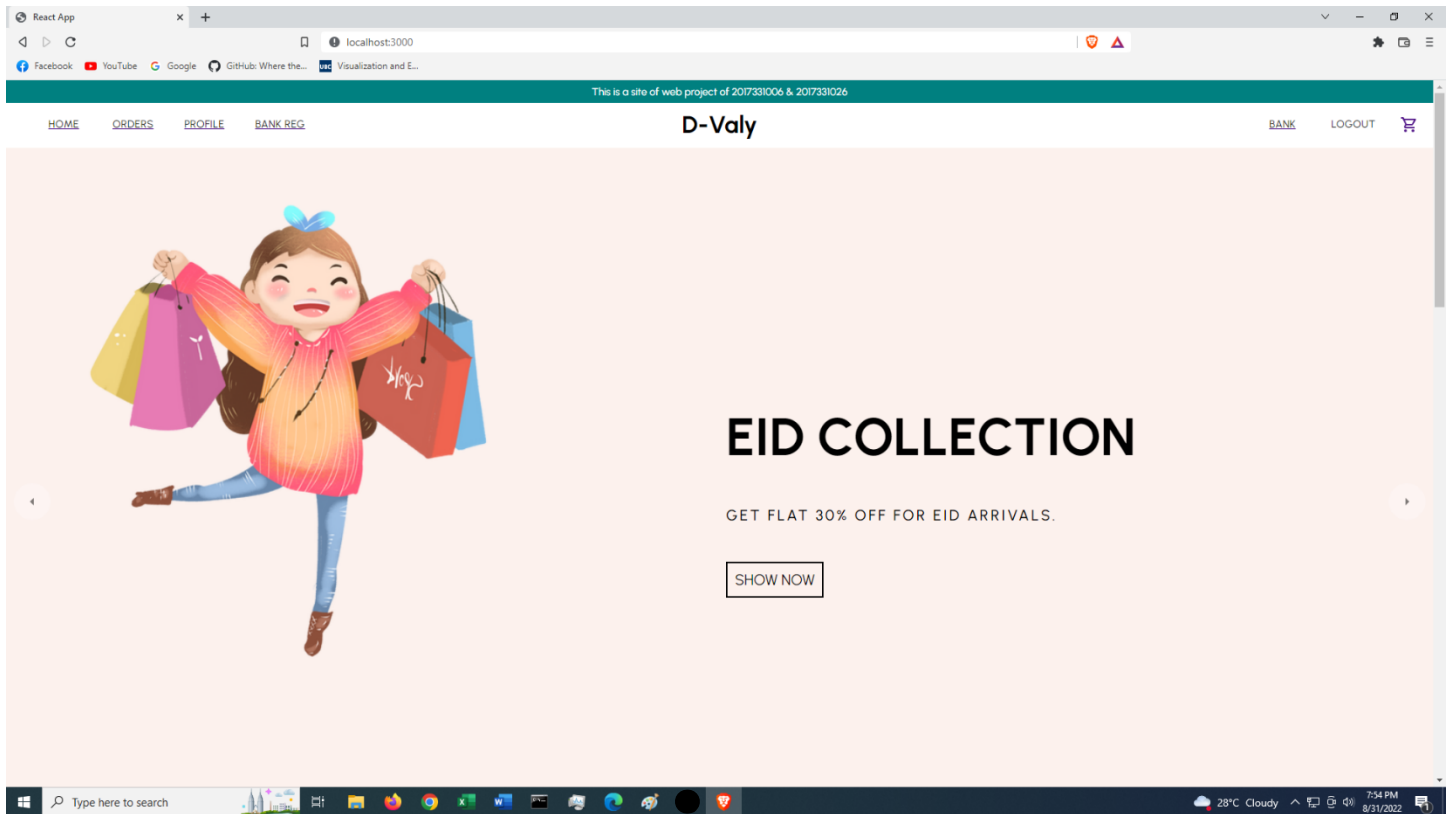 React App
localhost:3000
Facebook YouTube Google GitHub: Where the... UBC Visualization and E...
This is a site of web project of 2017331006 & 2017331026
HOME ORDERS PROFILE BANK REG D-Valy BANK LOGOUT
EID COLLECTION
GET FLAT 30% OFF FOR EID ARRIVALS.
SHOW NOW
Type here to search 28°C Cloudy 7:54 PM
8/31/2022